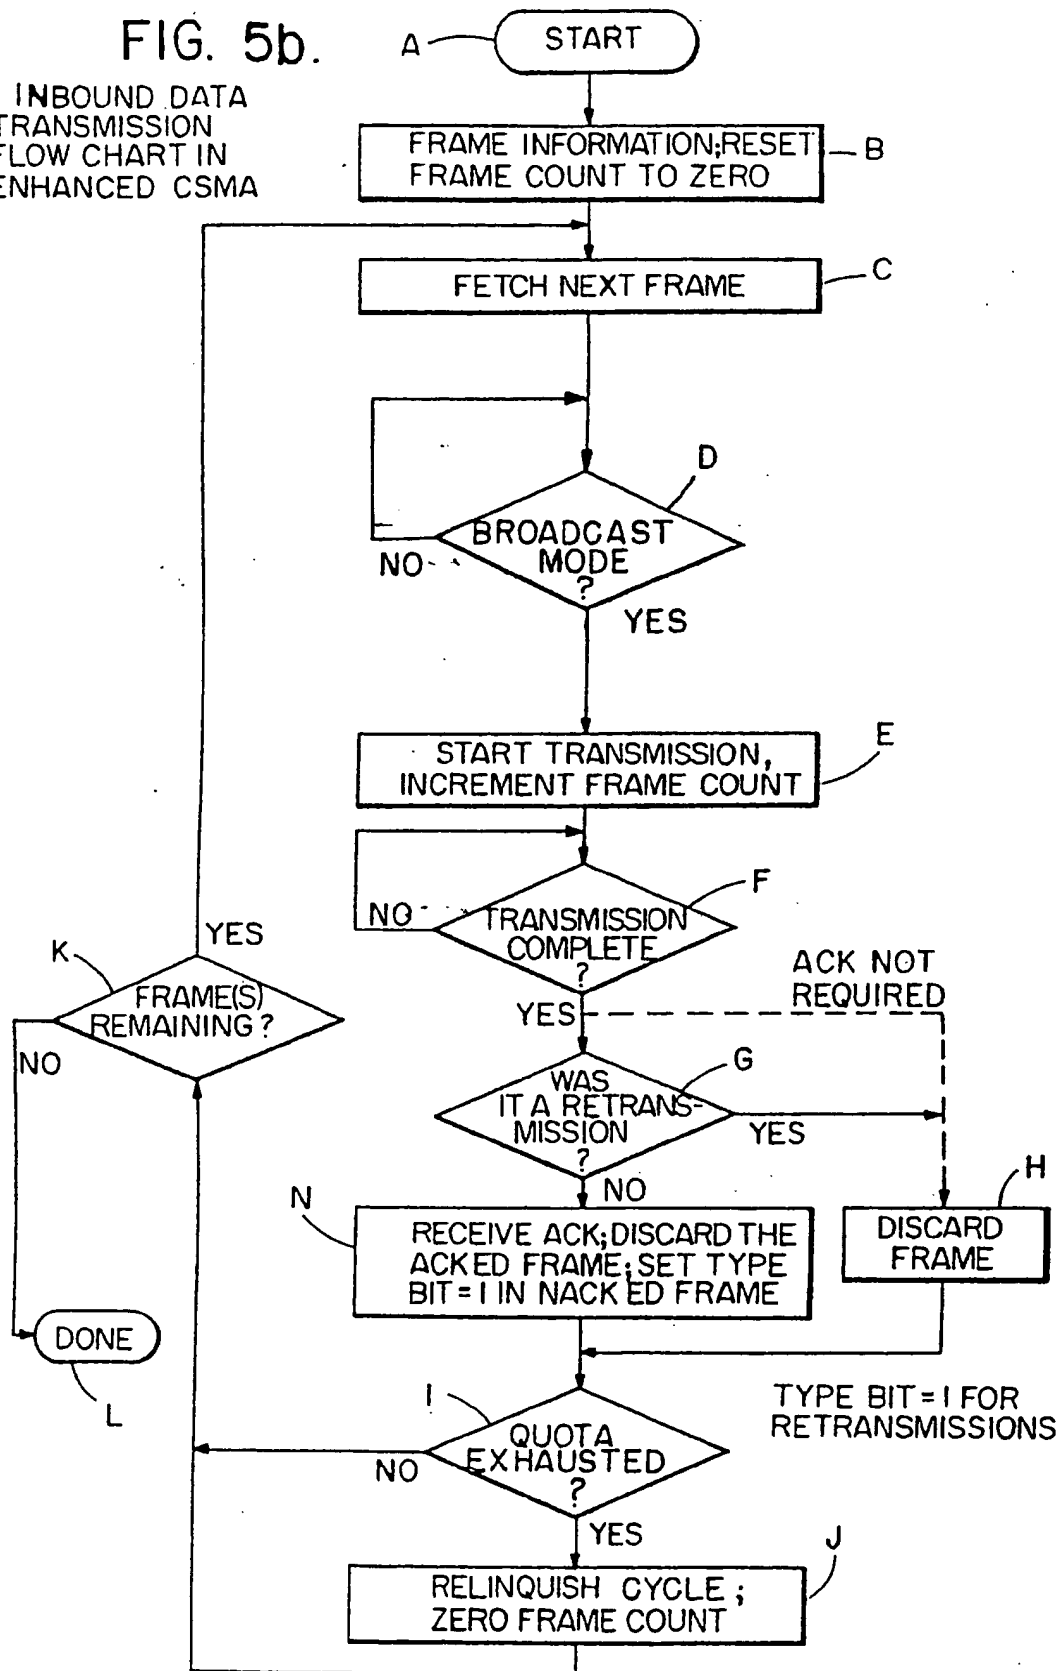 FIG. 5b.
INBOUND DATA
TRANSMISSION
FLOW CHART IN
ENHANCED CSMA
A
START
FRAME INFORMATION;RESET
FRAME COUNT TO ZERO
B
FETCH NEXT FRAME
C
D
BROADCAST
MODE
?
NO
YES
START TRANSMISSION,
INCREMENT FRAME COUNT
E
F
TRANSMISSION
COMPLETE
?
NO
YES
ACK NOT
REQUIRED
K
YES
FRAME(S)
REMAINING?
NO
G
WAS
IT A RETRANS-
MISSION
?
YES
NO
N
RECEIVE ACK;DISCARD THE
ACKED FRAME;SET TYPE
BIT=1 IN NACKED FRAME
H
DISCARD
FRAME
DONE
L
TYPE BIT=1 FOR
RETRANSMISSIONS
I
QUOTA
EXHAUSTED
?
NO
YES
RELINQUISH CYCLE;
ZERO FRAME COUNT
J